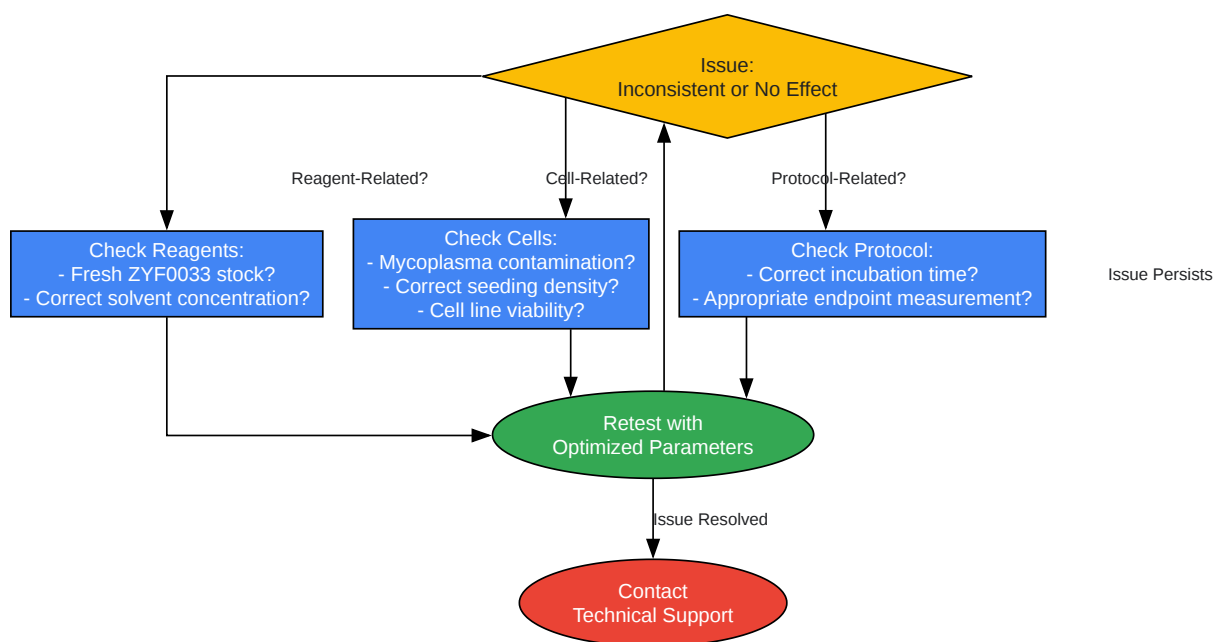 Issue:
Inconsistent or No Effect
Reagent-Related?
Cell-Related?
Protocol-Related?
Check Reagents:
- Fresh ZYF0033 stock?
- Correct solvent concentration?
Check Cells:
- Mycoplasma contamination?
- Correct seeding density?
- Cell line viability?
Check Protocol:
- Correct incubation time?
- Appropriate endpoint measurement?
Issue Persists
Retest with
Optimized Parameters
Issue Resolved
Contact
Technical Support